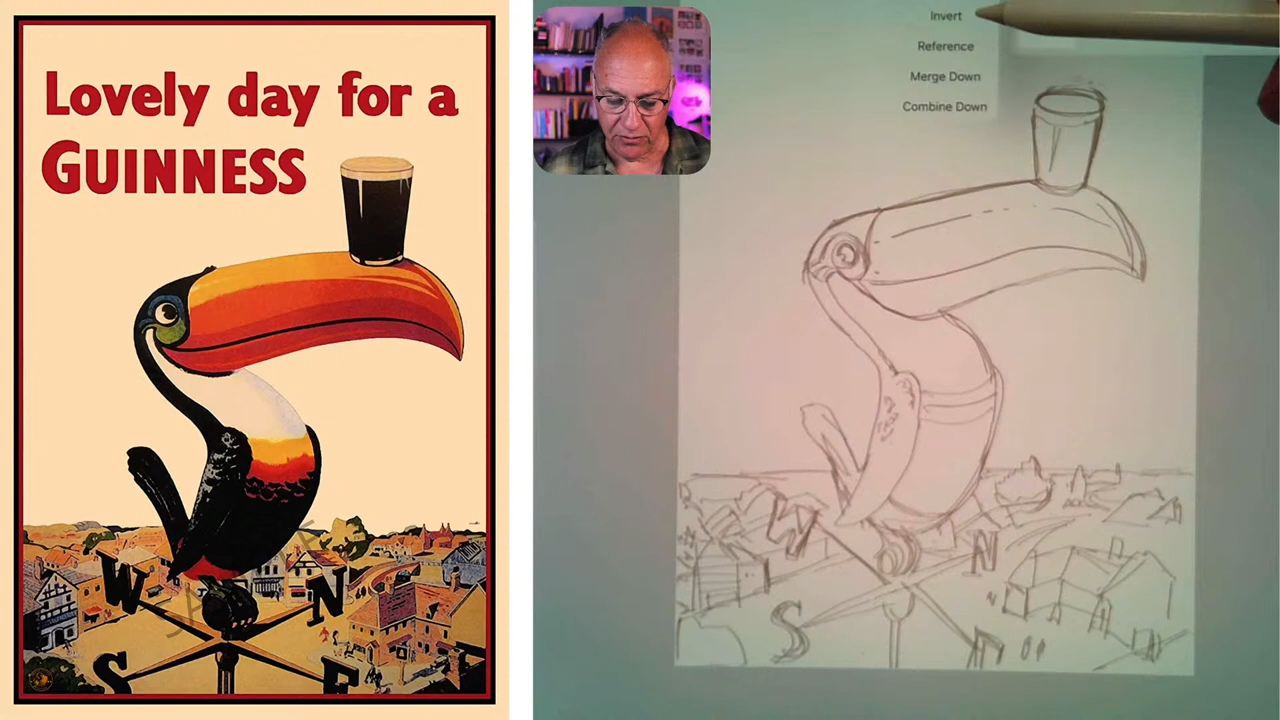 Lovely day for a
GUINNESS
W
N
S
E
Invert
Reference
Merge Down
Combine Down
W
N
S